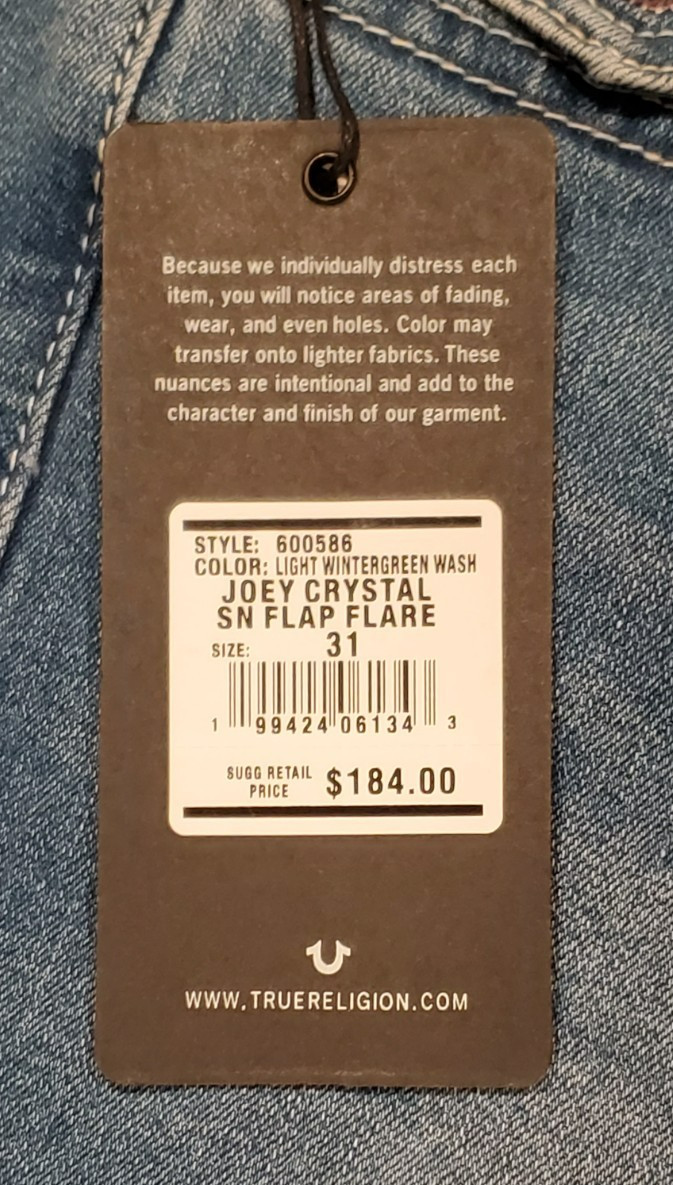 Because we individually distress each
item, you will notice areas of fading,
wear, and even holes. Color may
transfer onto lighter fabrics. These
nuances are intentional and add to the
character and finish of our garment.
STYLE: 600586
COLOR: LIGHT WINTERGREEN WASH
JOEY CRYSTAL
SN FLAP FLARE
SIZE: 31
1 99424 06134 3
SUGG RETAIL
PRICE $184.00
WWW.TRUERELIGION.COM